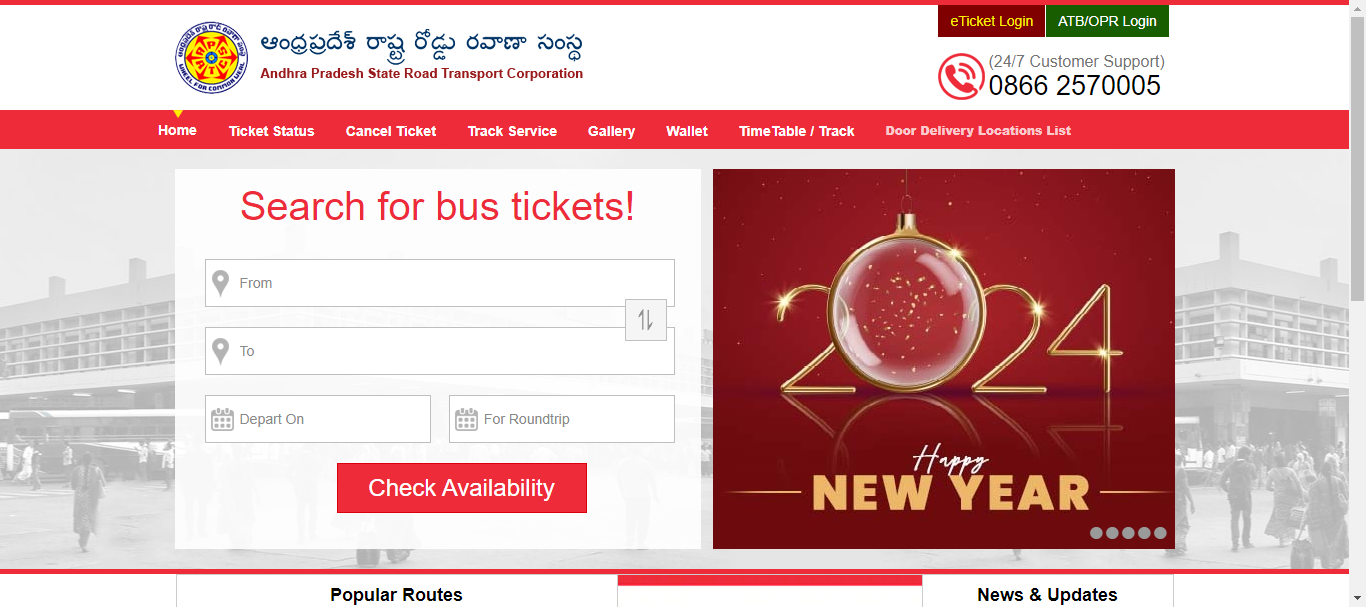 eTicket Login
ATB/OPR Login
ఆంధ్రప్రదేశ్ రాష్ట్ర రోడ్డు రవాణా సంస్థ
Andhra Pradesh State Road Transport Corporation
(24/7 Customer Support)
0866 2570005
Home
Ticket Status
Cancel Ticket
Track Service
Gallery
Wallet
TimeTable / Track
Door Delivery Locations List
Search for bus tickets!
From
To
Depart On
For Roundtrip
Check Availability
2024
Happy
NEW YEAR
Popular Routes
News & Updates